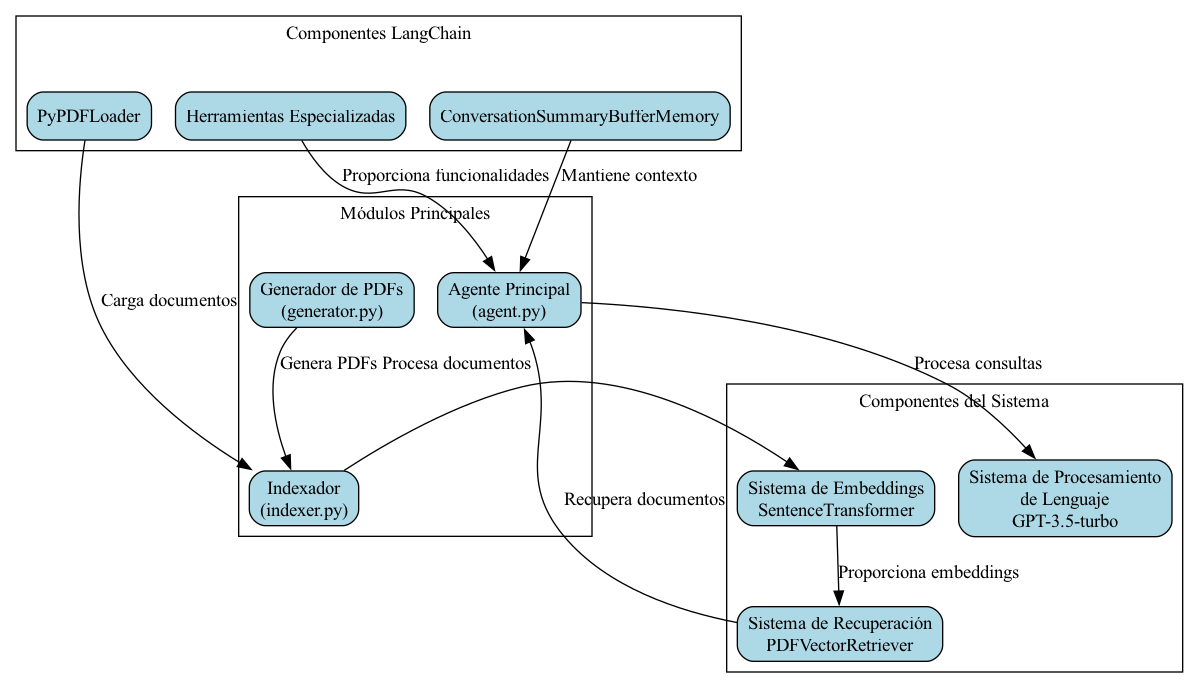 Componentes LangChain
PyPDFLoader
Herramientas Especializadas
ConversationSummaryBufferMemory
Proporciona funcionalidades
Mantiene contexto
Módulos Principales
Carga documentos
Generador de PDFs
(generator.py)
Agente Principal
(agent.py)
Genera PDFs
Procesa documentos
Procesa consultas
Componentes del Sistema
Indexador
(indexer.py)
Recupera documentos
Sistema de Embeddings
SentenceTransformer
Sistema de Procesamiento
de Lenguaje
GPT-3.5-turbo
Proporciona embeddings
Sistema de Recuperación
PDFVectorRetriever